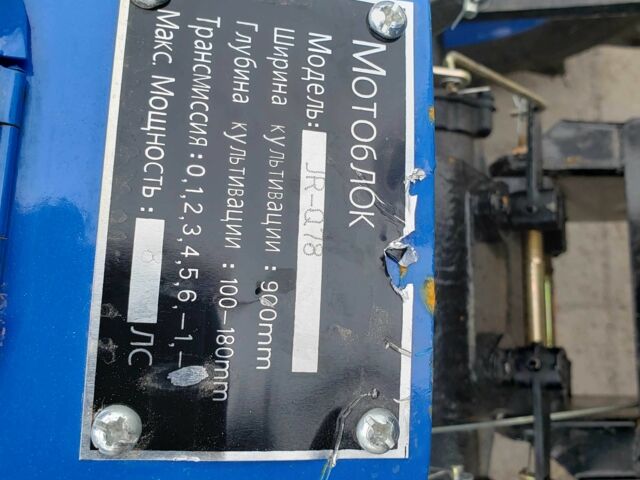 Мотоблок
Модель: JR-Q78
Ширина культивации : 900mm
Глубина культивации : 100-180mm
Трансмиссия : 0,1,2,3,4,5,6,-1,-
Макс. Мощность : 8 ЛС